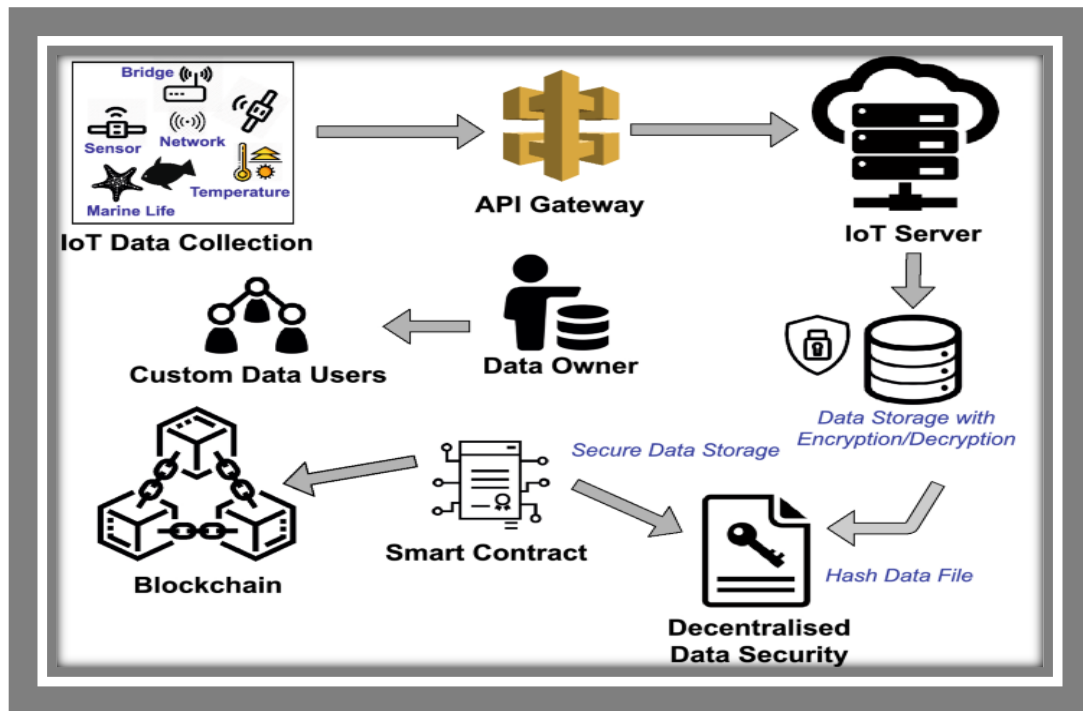 Bridge
Sensor
Network
Temperature
Marine Life
IoT Data Collection
API Gateway
IoT Server
Custom Data Users
Data Owner
Data Storage with
Encryption/Decryption
Secure Data Storage
Smart Contract
Blockchain
Hash Data File
Decentralised
Data Security